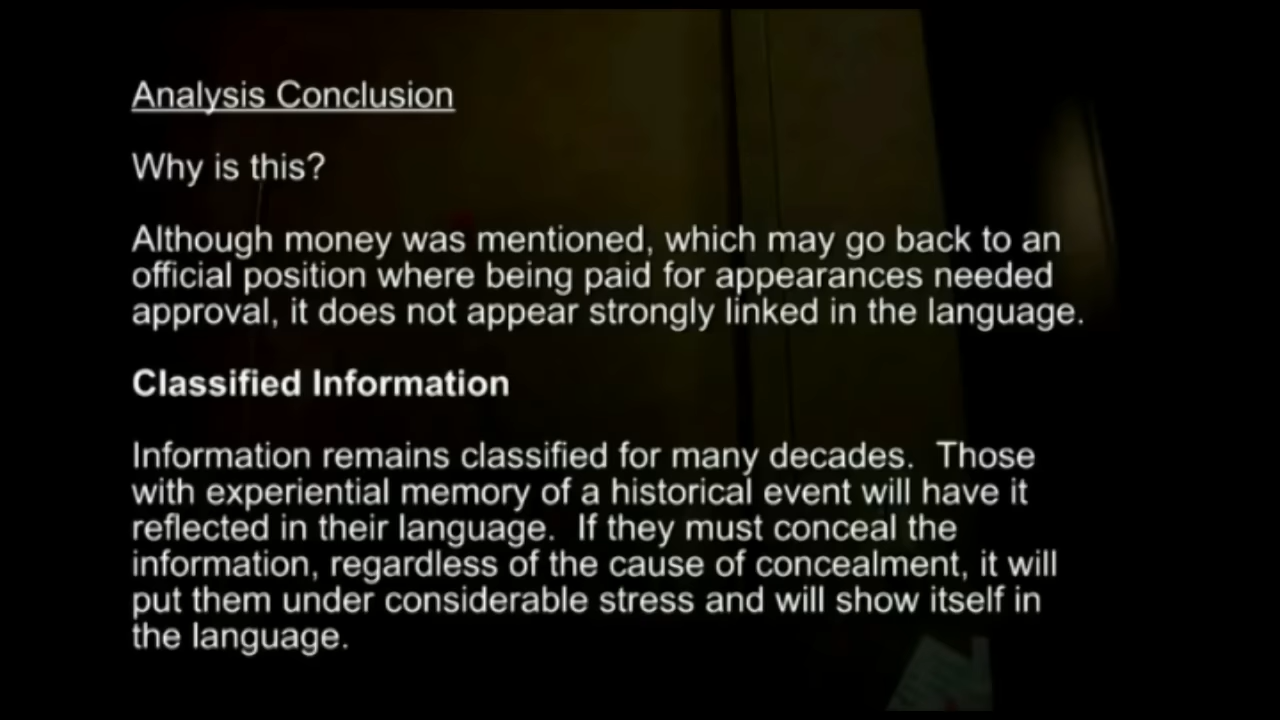 Analysis Conclusion
Why is this?
Although money was mentioned, which may go back to an
official position where being paid for appearances needed
approval, it does not appear strongly linked in the language.
Classified Information
Information remains classified for many decades.  Those
with experiential memory of a historical event will have it
reflected in their language.  If they must conceal the
information, regardless of the cause of concealment, it will
put them under considerable stress and will show itself in
the language.